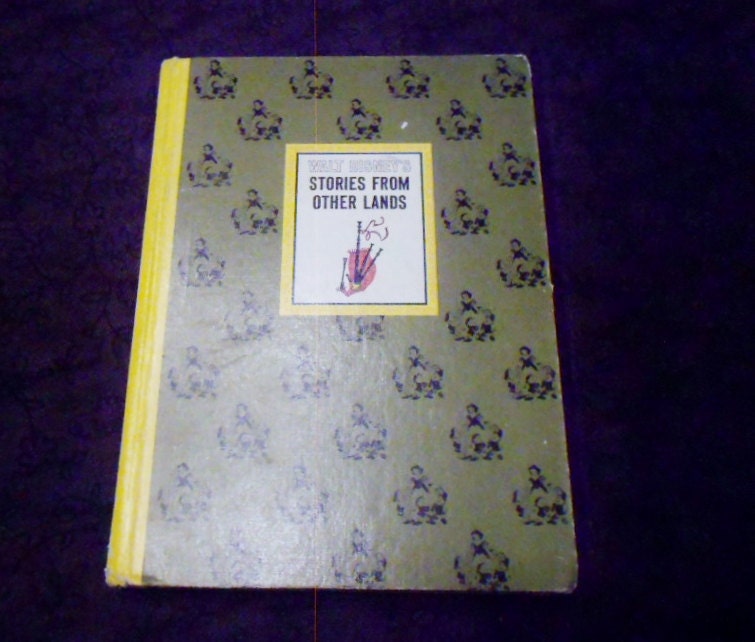 WALT DISNEY'S
STORIES FROM
OTHER LANDS